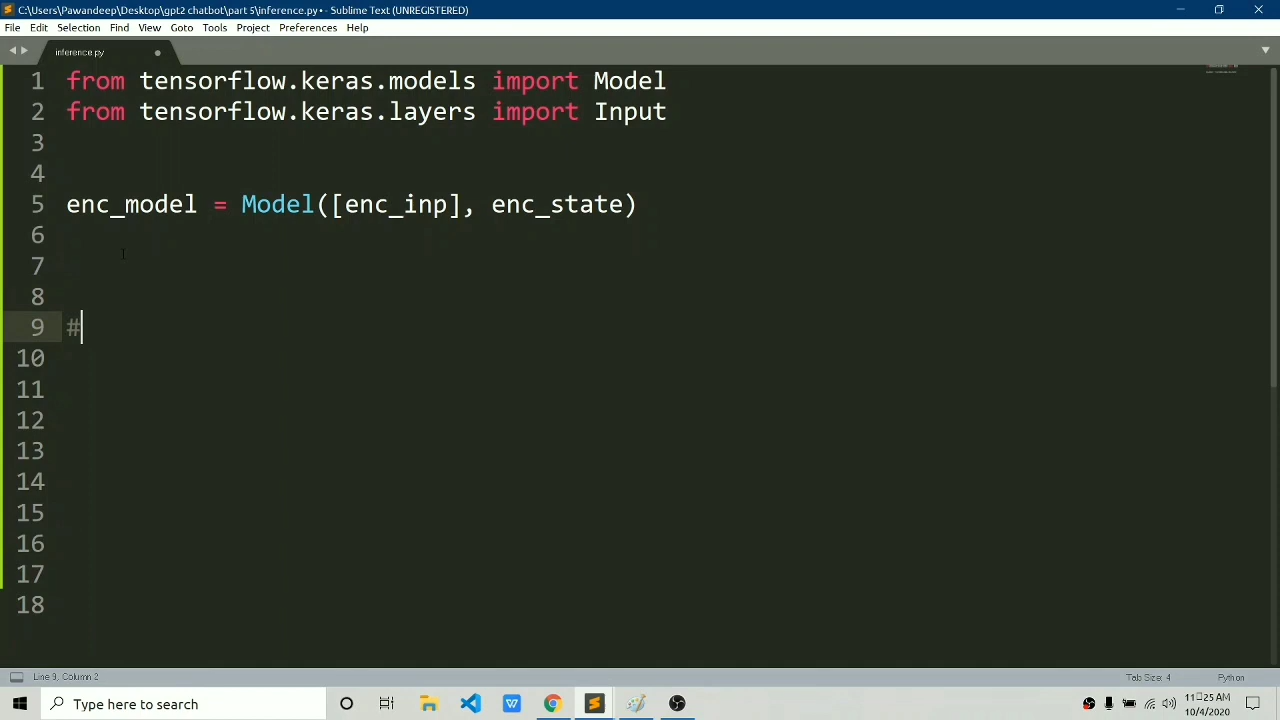 C:\Users\Pawandeep\Desktop\gpt2 chatbot\part 5\inference.py• - Sublime Text (UNREGISTERED)
File Edit Selection Find View Goto Tools Project Preferences Help
inference.py
1 from tensorflow.keras.models import Model
2 from tensorflow.keras.layers import Input
3
4
5 enc_model = Model([enc_inp], enc_state)
6
7
8
9 #
10
11
12
13
14
15
16
17
18
Line 9, Column 2 Tab Size: 4 Python
Type here to search
11:25 AM
10/4/2020